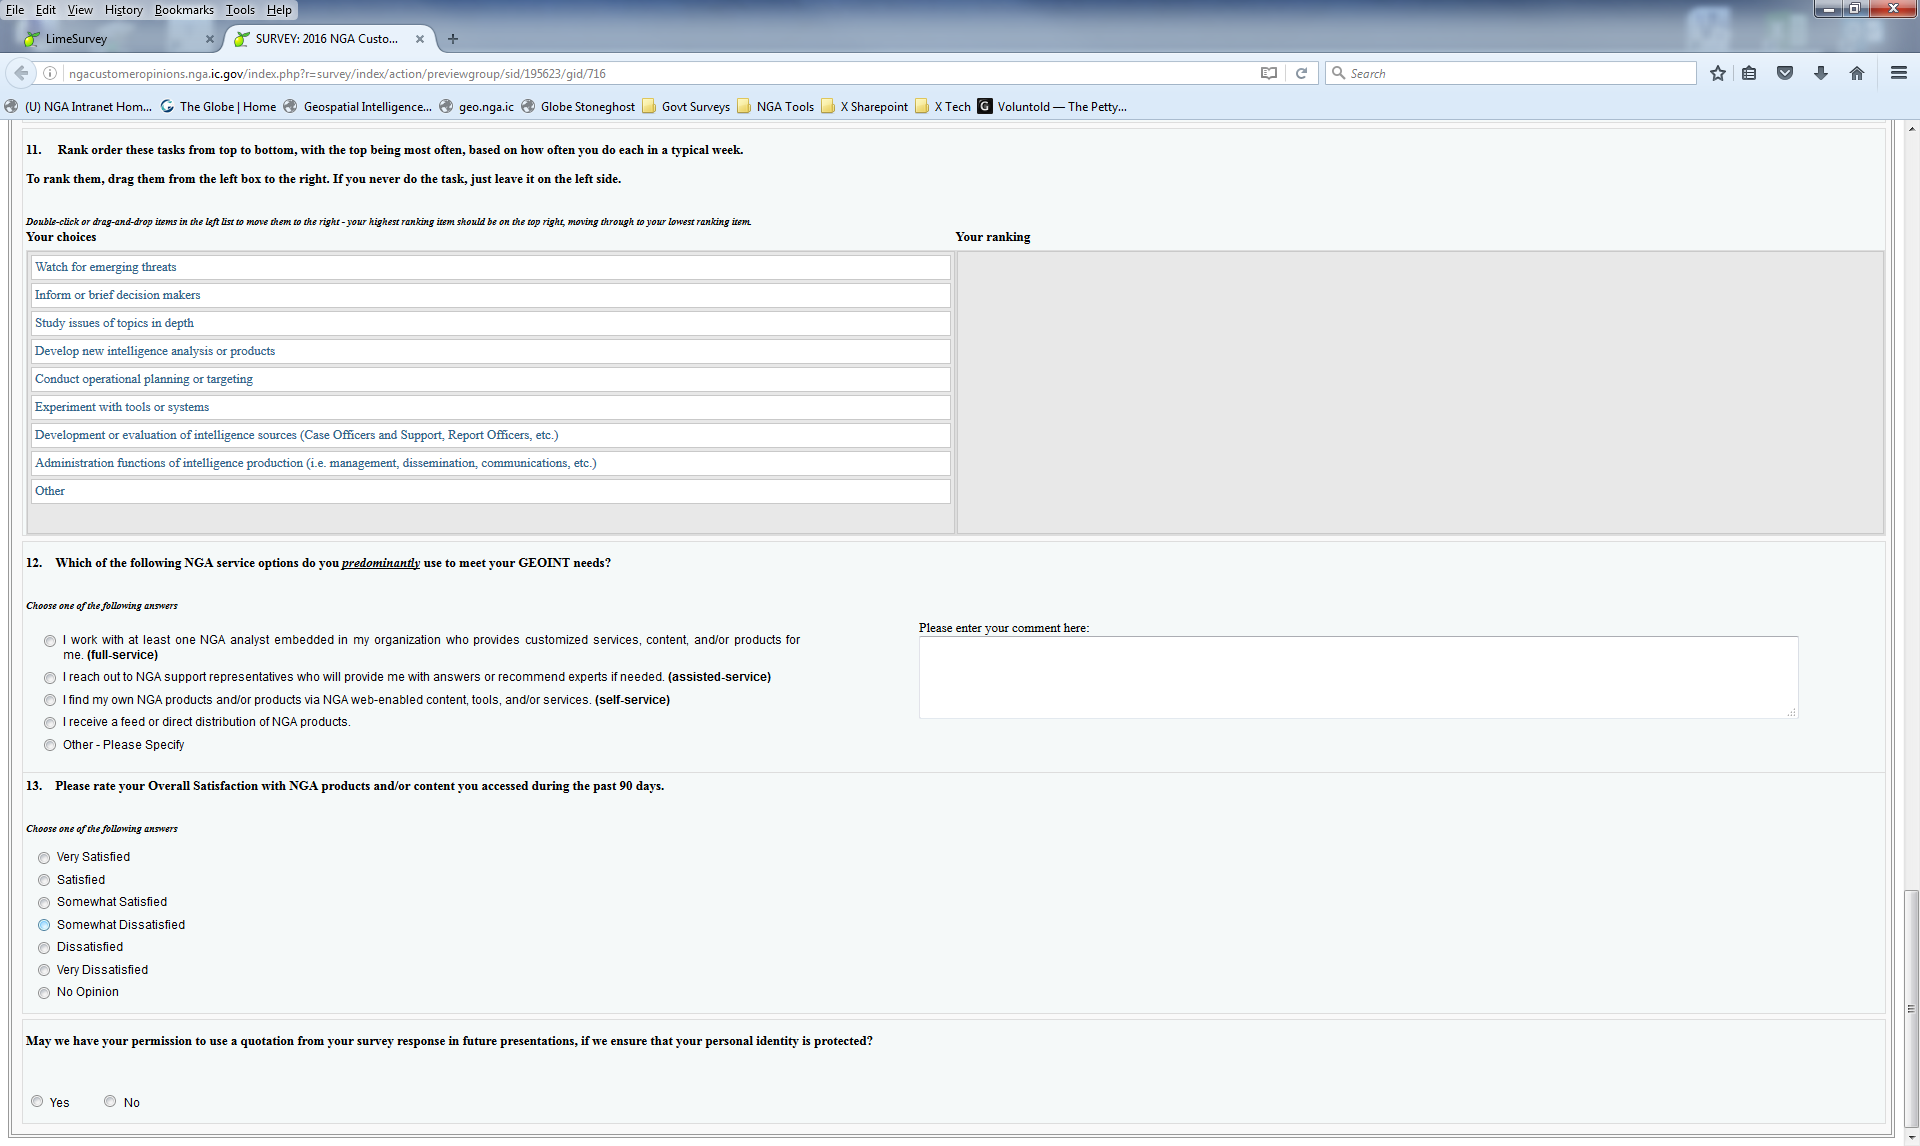 File Edit View History Bookmarks Tools Help
LimeSurvey
SURVEY: 2016 NGA Custo...
ngacustomeropinions.nga.ic.gov/index.php?r=survey/index/action/previewgroup/sid/195623/gid/716
Search
(U) NGA Intranet Hom... The Globe | Home Geospatial Intelligence... geo.nga.ic Globe Stoneghost Govt Surveys NGA Tools X Sharepoint X Tech G Voluntold — The Petty...
11. Rank order these tasks from top to bottom, with the top being most often, based on how often you do each in a typical week.
To rank them, drag them from the left box to the right. If you never do the task, just leave it on the left side.
Double-click or drag-and-drop items in the left list to move them to the right - your highest ranking item should be on the top right, moving through to your lowest ranking item.
Your choices
Your ranking
Watch for emerging threats
Inform or brief decision makers
Study issues of topics in depth
Develop new intelligence analysis or products
Conduct operational planning or targeting
Experiment with tools or systems
Development or evaluation of intelligence sources (Case Officers and Support, Report Officers, etc.)
Administration functions of intelligence production (i.e. management, dissemination, communications, etc.)
Other
12. Which of the following NGA service options do you predominantly use to meet your GEOINT needs?
Choose one of the following answers
I work with at least one NGA analyst embedded in my organization who provides customized services, content, and/or products for
me. (full-service)
I reach out to NGA support representatives who will provide me with answers or recommend experts if needed. (assisted-service)
I find my own NGA products and/or products via NGA web-enabled content, tools, and/or services. (self-service)
I receive a feed or direct distribution of NGA products.
Other - Please Specify
Please enter your comment here:
13. Please rate your Overall Satisfaction with NGA products and/or content you accessed during the past 90 days.
Choose one of the following answers
Very Satisfied
Satisfied
Somewhat Satisfied
Somewhat Dissatisfied
Dissatisfied
Very Dissatisfied
No Opinion
May we have your permission to use a quotation from your survey response in future presentations, if we ensure that your personal identity is protected?
Yes No